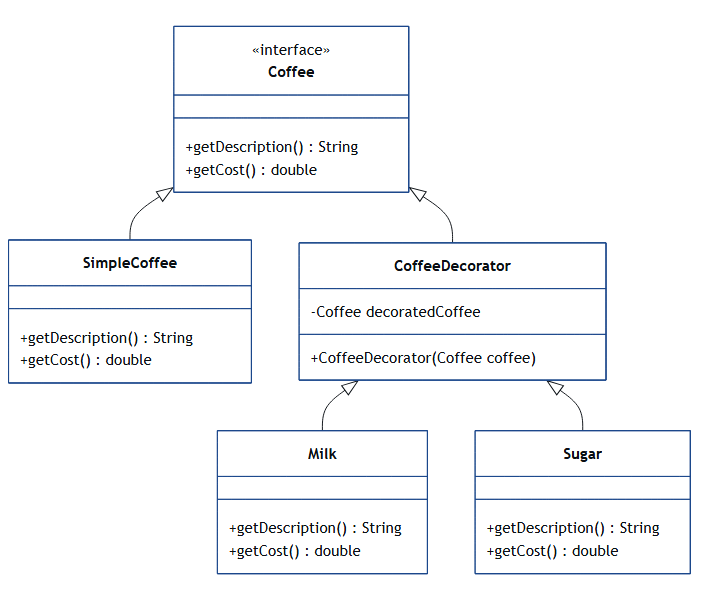 «interface»
Coffee
+getDescription() : String
+getCost() : double
SimpleCoffee
+getDescription() : String
+getCost() : double
CoffeeDecorator
-Coffee decoratedCoffee
+CoffeeDecorator(Coffee coffee)
Milk
+getDescription() : String
+getCost() : double
Sugar
+getDescription() : String
+getCost() : double